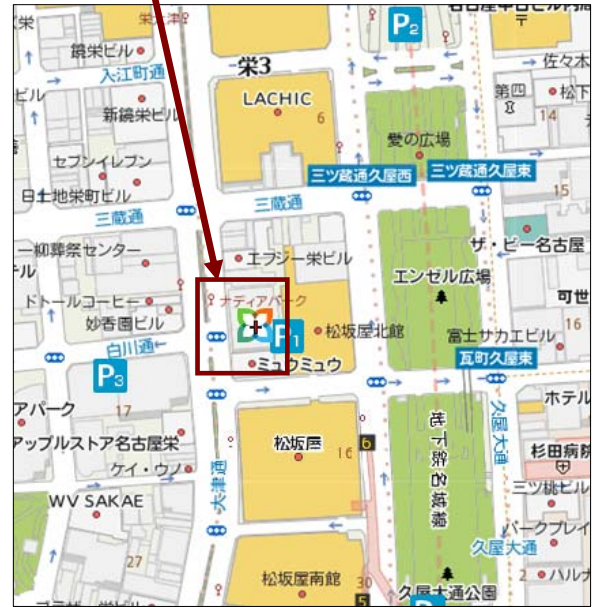 P2
〒
栄大津
鏡栄ビル
栄3
佐々木
入江町通
ビル
LACHIC
第四
松下
新鏡栄ビル
6
14
愛の広場
セブンイレブン
三ツ蔵通久屋西
三ツ蔵通久屋東
日土地栄町ビル
15
三蔵通
三蔵通
一柳葬祭センター
エフジー栄ビル
ザ・ビー名古屋
テル
エンゼル広場
ナディアパーク
可世
ドトールコーヒー
妙香園ビル
P1
松坂屋北館
富士サカエビル
16
白川通
ミュウミュウ
瓦町久屋東
P3
ホテル
アパーク
17
久屋大通
アップルストア名古屋栄
松坂屋
16
6
地下鉄名城線
杉田病院
ケイ・ウノ
大津通
三ツ桃ビル
WV SAKAE
パークプレイ
久屋大通
27
2
松坂屋南館
30
5
久屋大通公園